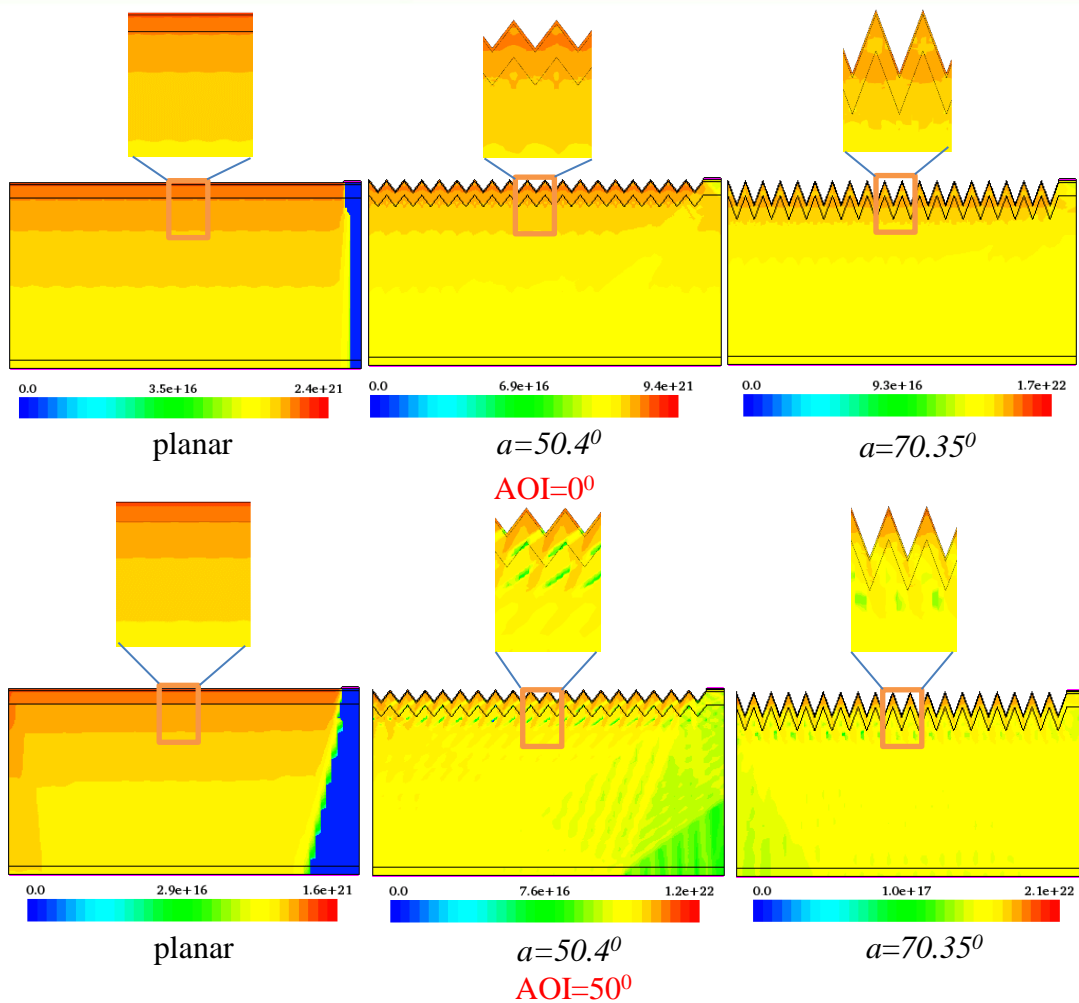 0.0 3.5e+16 2.4e+21
0.0 6.9e+16 9.4e+21
0.0 9.3e+16 1.7e+22
planar
a=50.4⁰
a=70.35⁰
AOI=0⁰
0.0 2.9e+16 1.6e+21
0.0 7.6e+16 1.2e+22
0.0 1.0e+17 2.1e+22
planar
a=50.4⁰
a=70.35⁰
AOI=50⁰